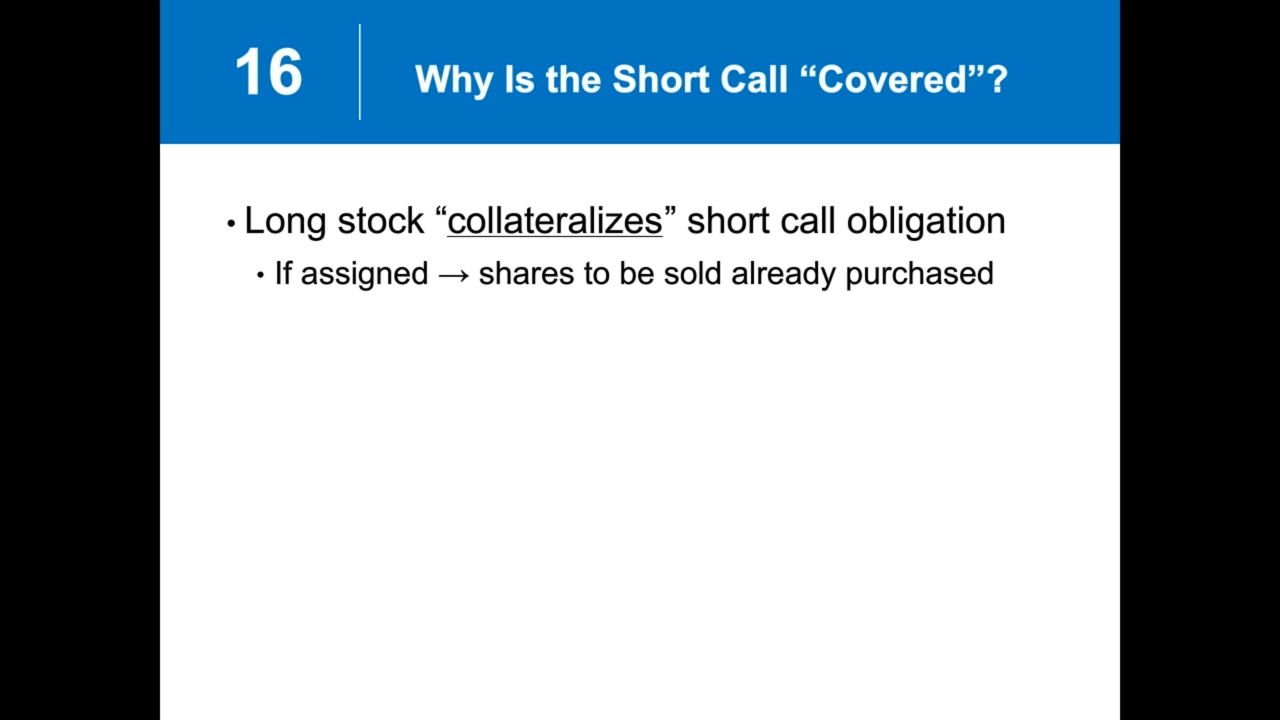 16
Why Is the Short Call “Covered”?
• Long stock “collateralizes” short call obligation
• If assigned → shares to be sold already purchased